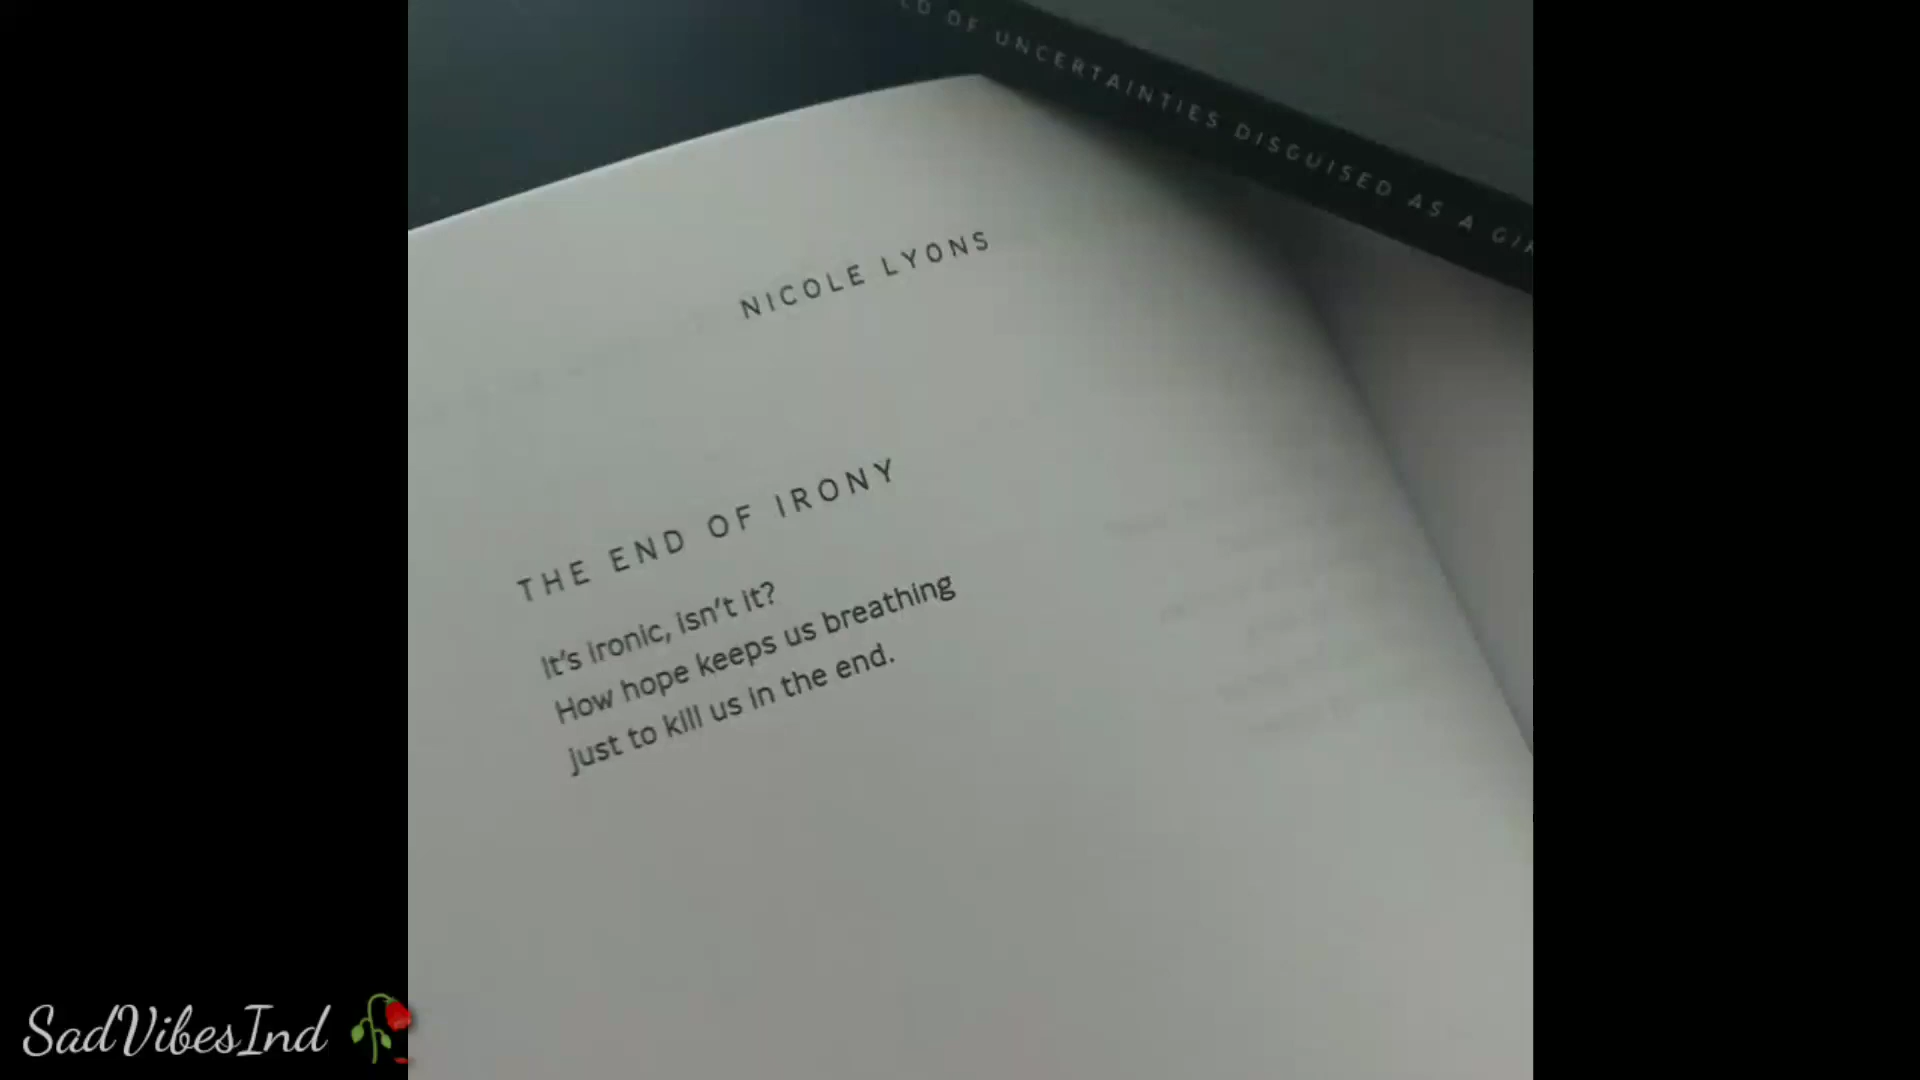 OF UNCERTAINTIES DISGUISED AS A
NICOLE LYONS
THE END OF IRONY
It's ironic, isn't it?
How hope keeps us breathing
just to kill us in the end.
SadVibesInd